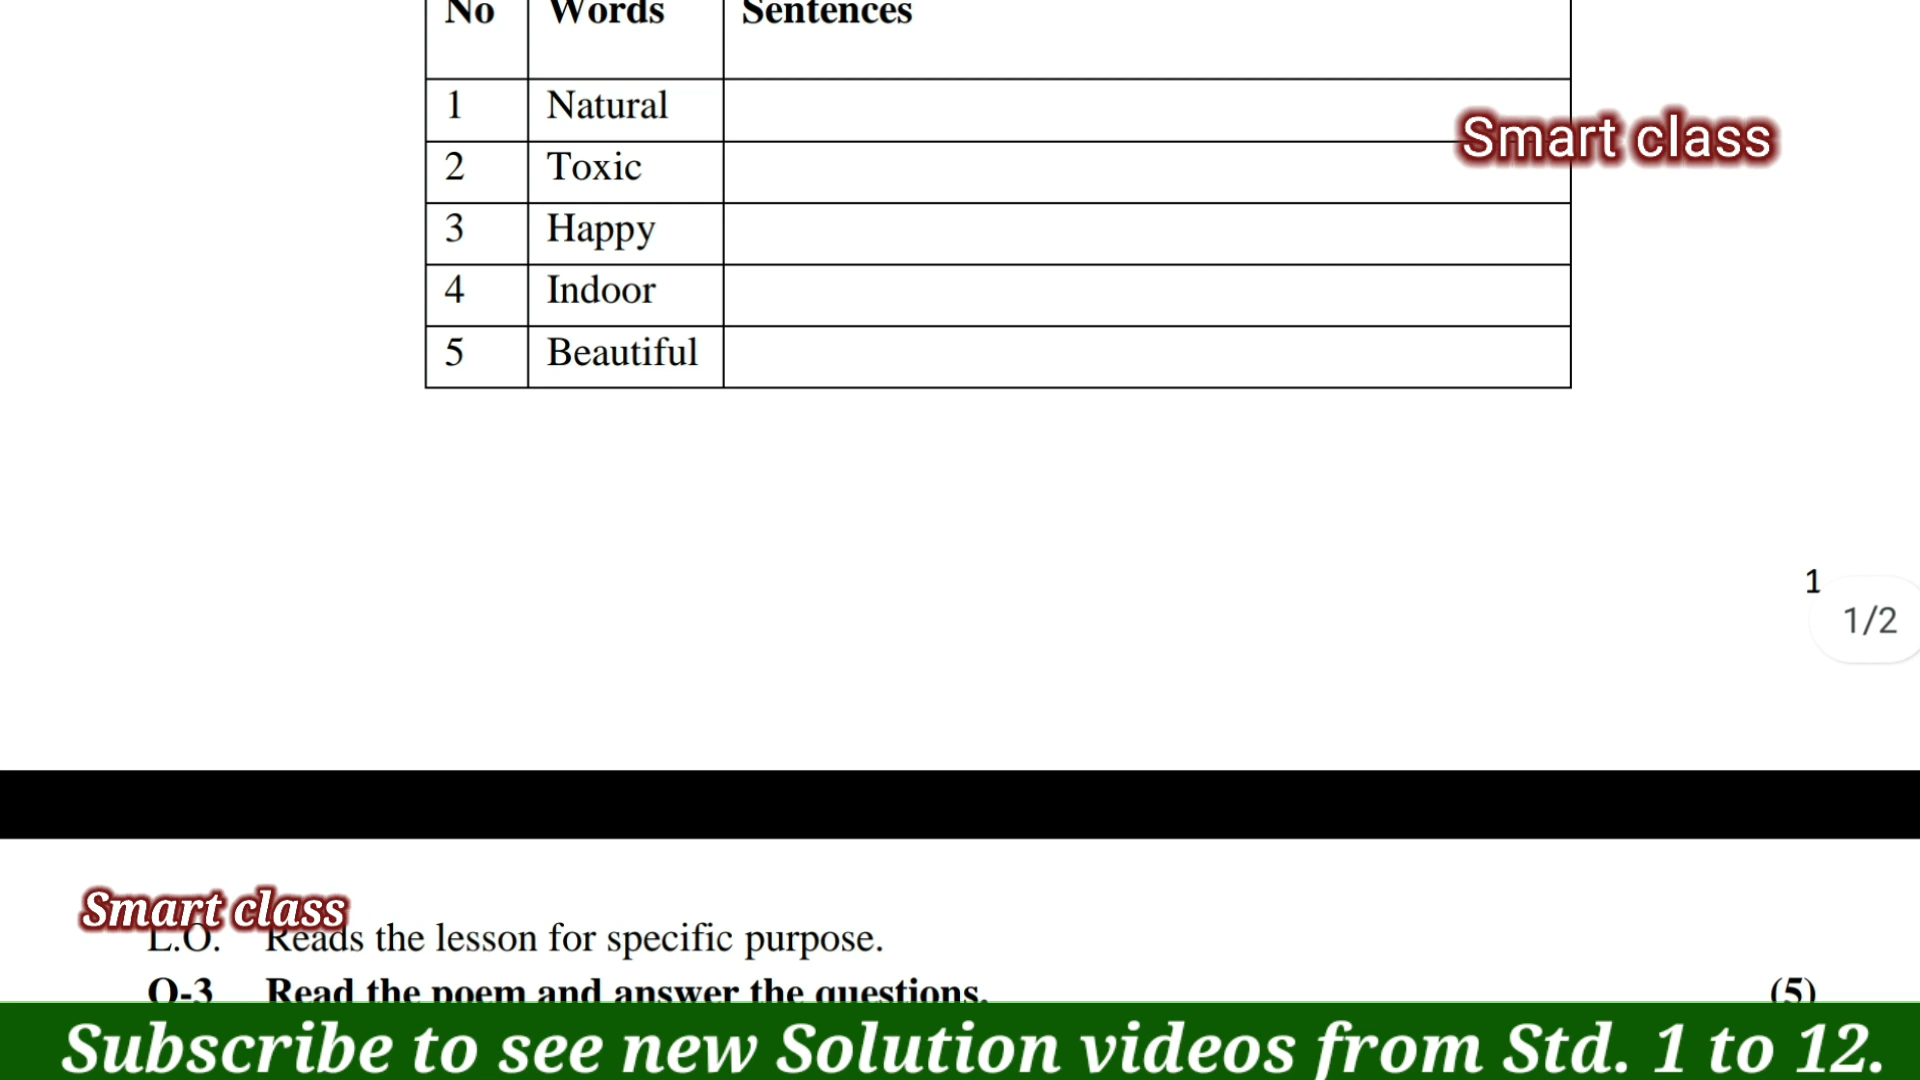 No Words Sentences
1 Natural
Smart class
2 Toxic
3 Happy
4 Indoor
5 Beautiful
1
1/2
Smart class
L.O. Reads the lesson for specific purpose.
Q-3 Read the poem and answer the questions. (5)
Subscribe to see new Solution videos from Std. 1 to 12.